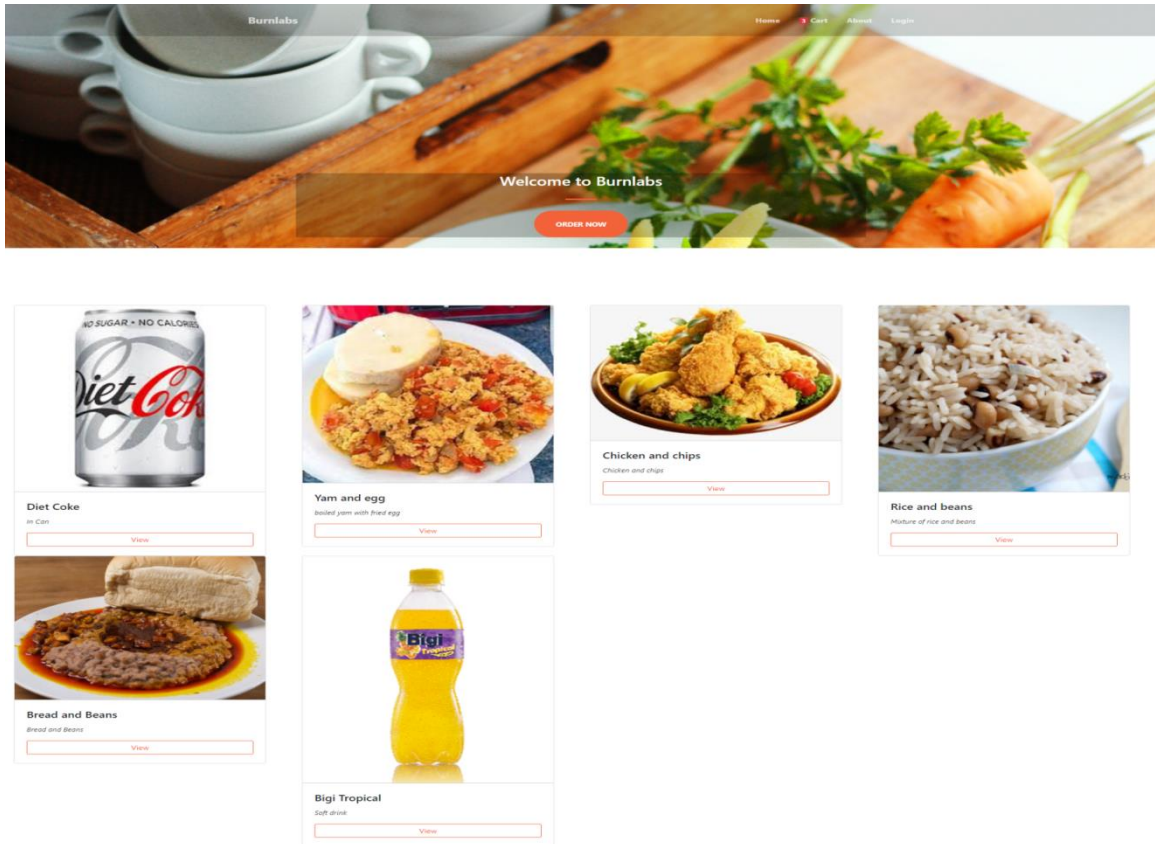 Burnlabs
Home 3 Cart About Login
Welcome to Burnlabs
ORDER NOW
NO SUGAR • NO CALORIES
Diet Coke
Diet Coke
In Can
View
Yam and egg
boiled yam with fried egg
View
Chicken and chips
Chicken and chips
View
Rice and beans
Mixture of rice and beans
View
Bread and Beans
Bread and Beans
View
Bigi
Tropical
Bigi Tropical
Soft drink
View